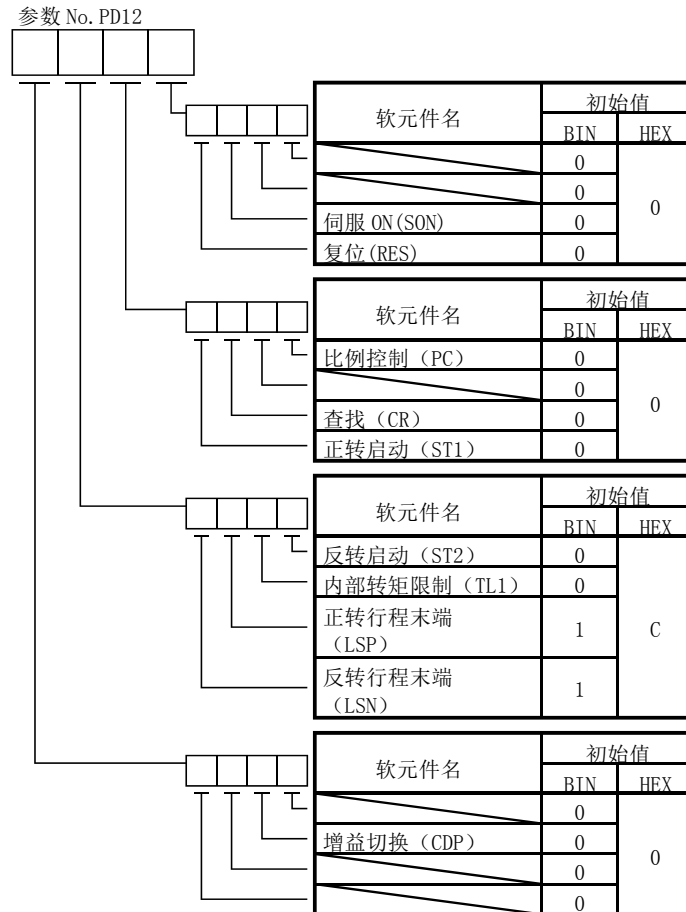 参数 No. PD12
软元件名 初始值
BIN HEX
0
0
伺服 ON(SON) 0
0
复位(RES) 0
软元件名 初始值
BIN HEX
比例控制（PC） 0
0
查找（CR） 0
0
正转启动（ST1） 0
软元件名 初始值
BIN HEX
反转启动（ST2） 0
内部转矩限制（TL1） 0
正转行程末端
（LSP） 1 C
反转行程末端
（LSN） 1
软元件名 初始值
BIN HEX
0
增益切换（CDP） 0
0
0
0